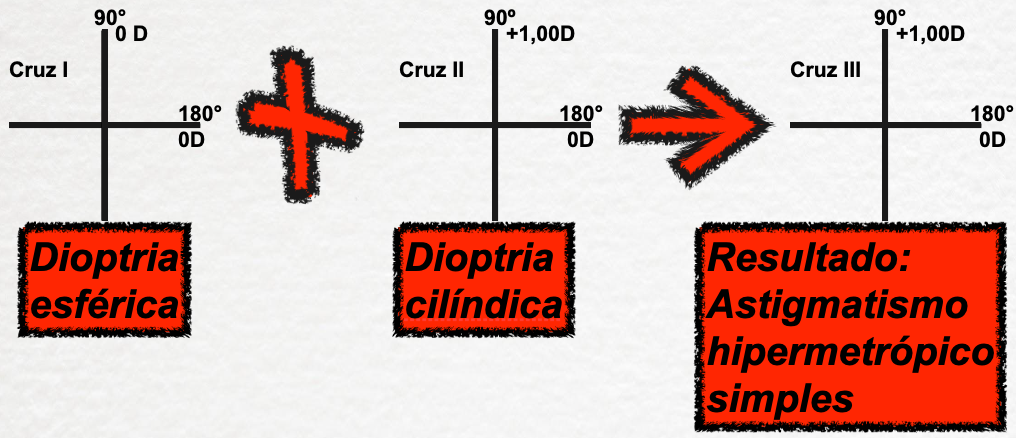 90°
0 D
Cruz I
180°
0D
Dioptria
esférica
90º
+1,00D
Cruz II
180°
0D
Dioptria
cilíndica
90°
+1,00D
Cruz III
180°
0D
Resultado:
Astigmatismo
hipermetrópico
simples